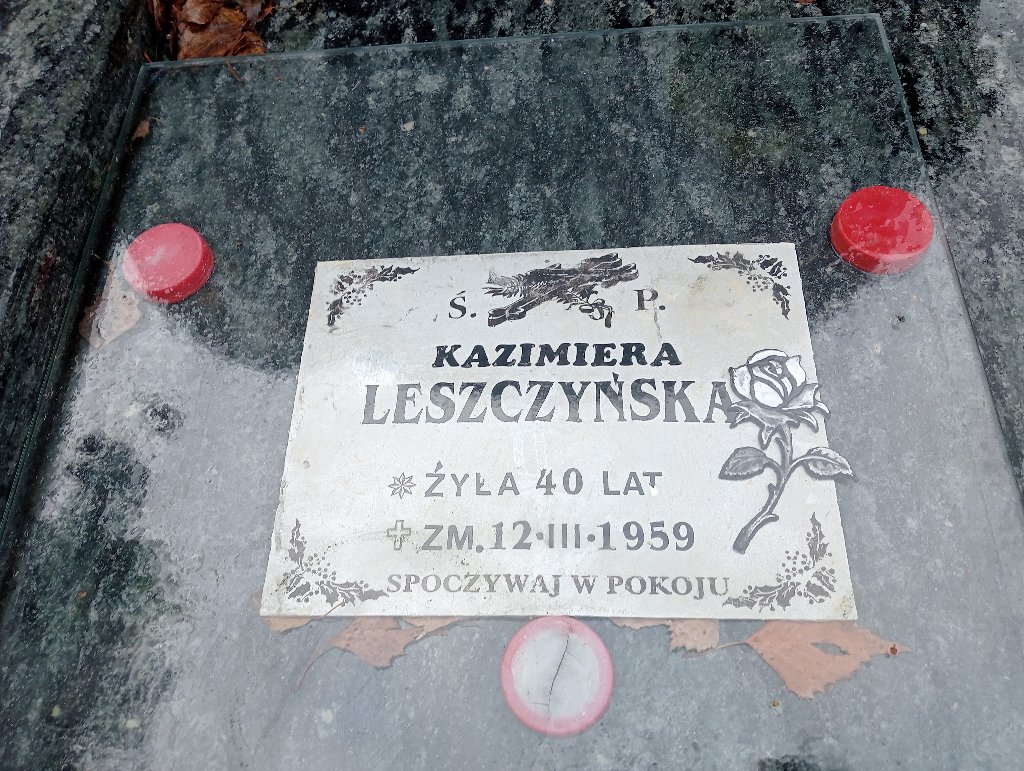 Ś. P.
KAZIMIERA
LESZCZYŃSKA
ŻYŁA 40 LAT
ZM. 12·III·1959
SPOCZYWAJ W POKOJU